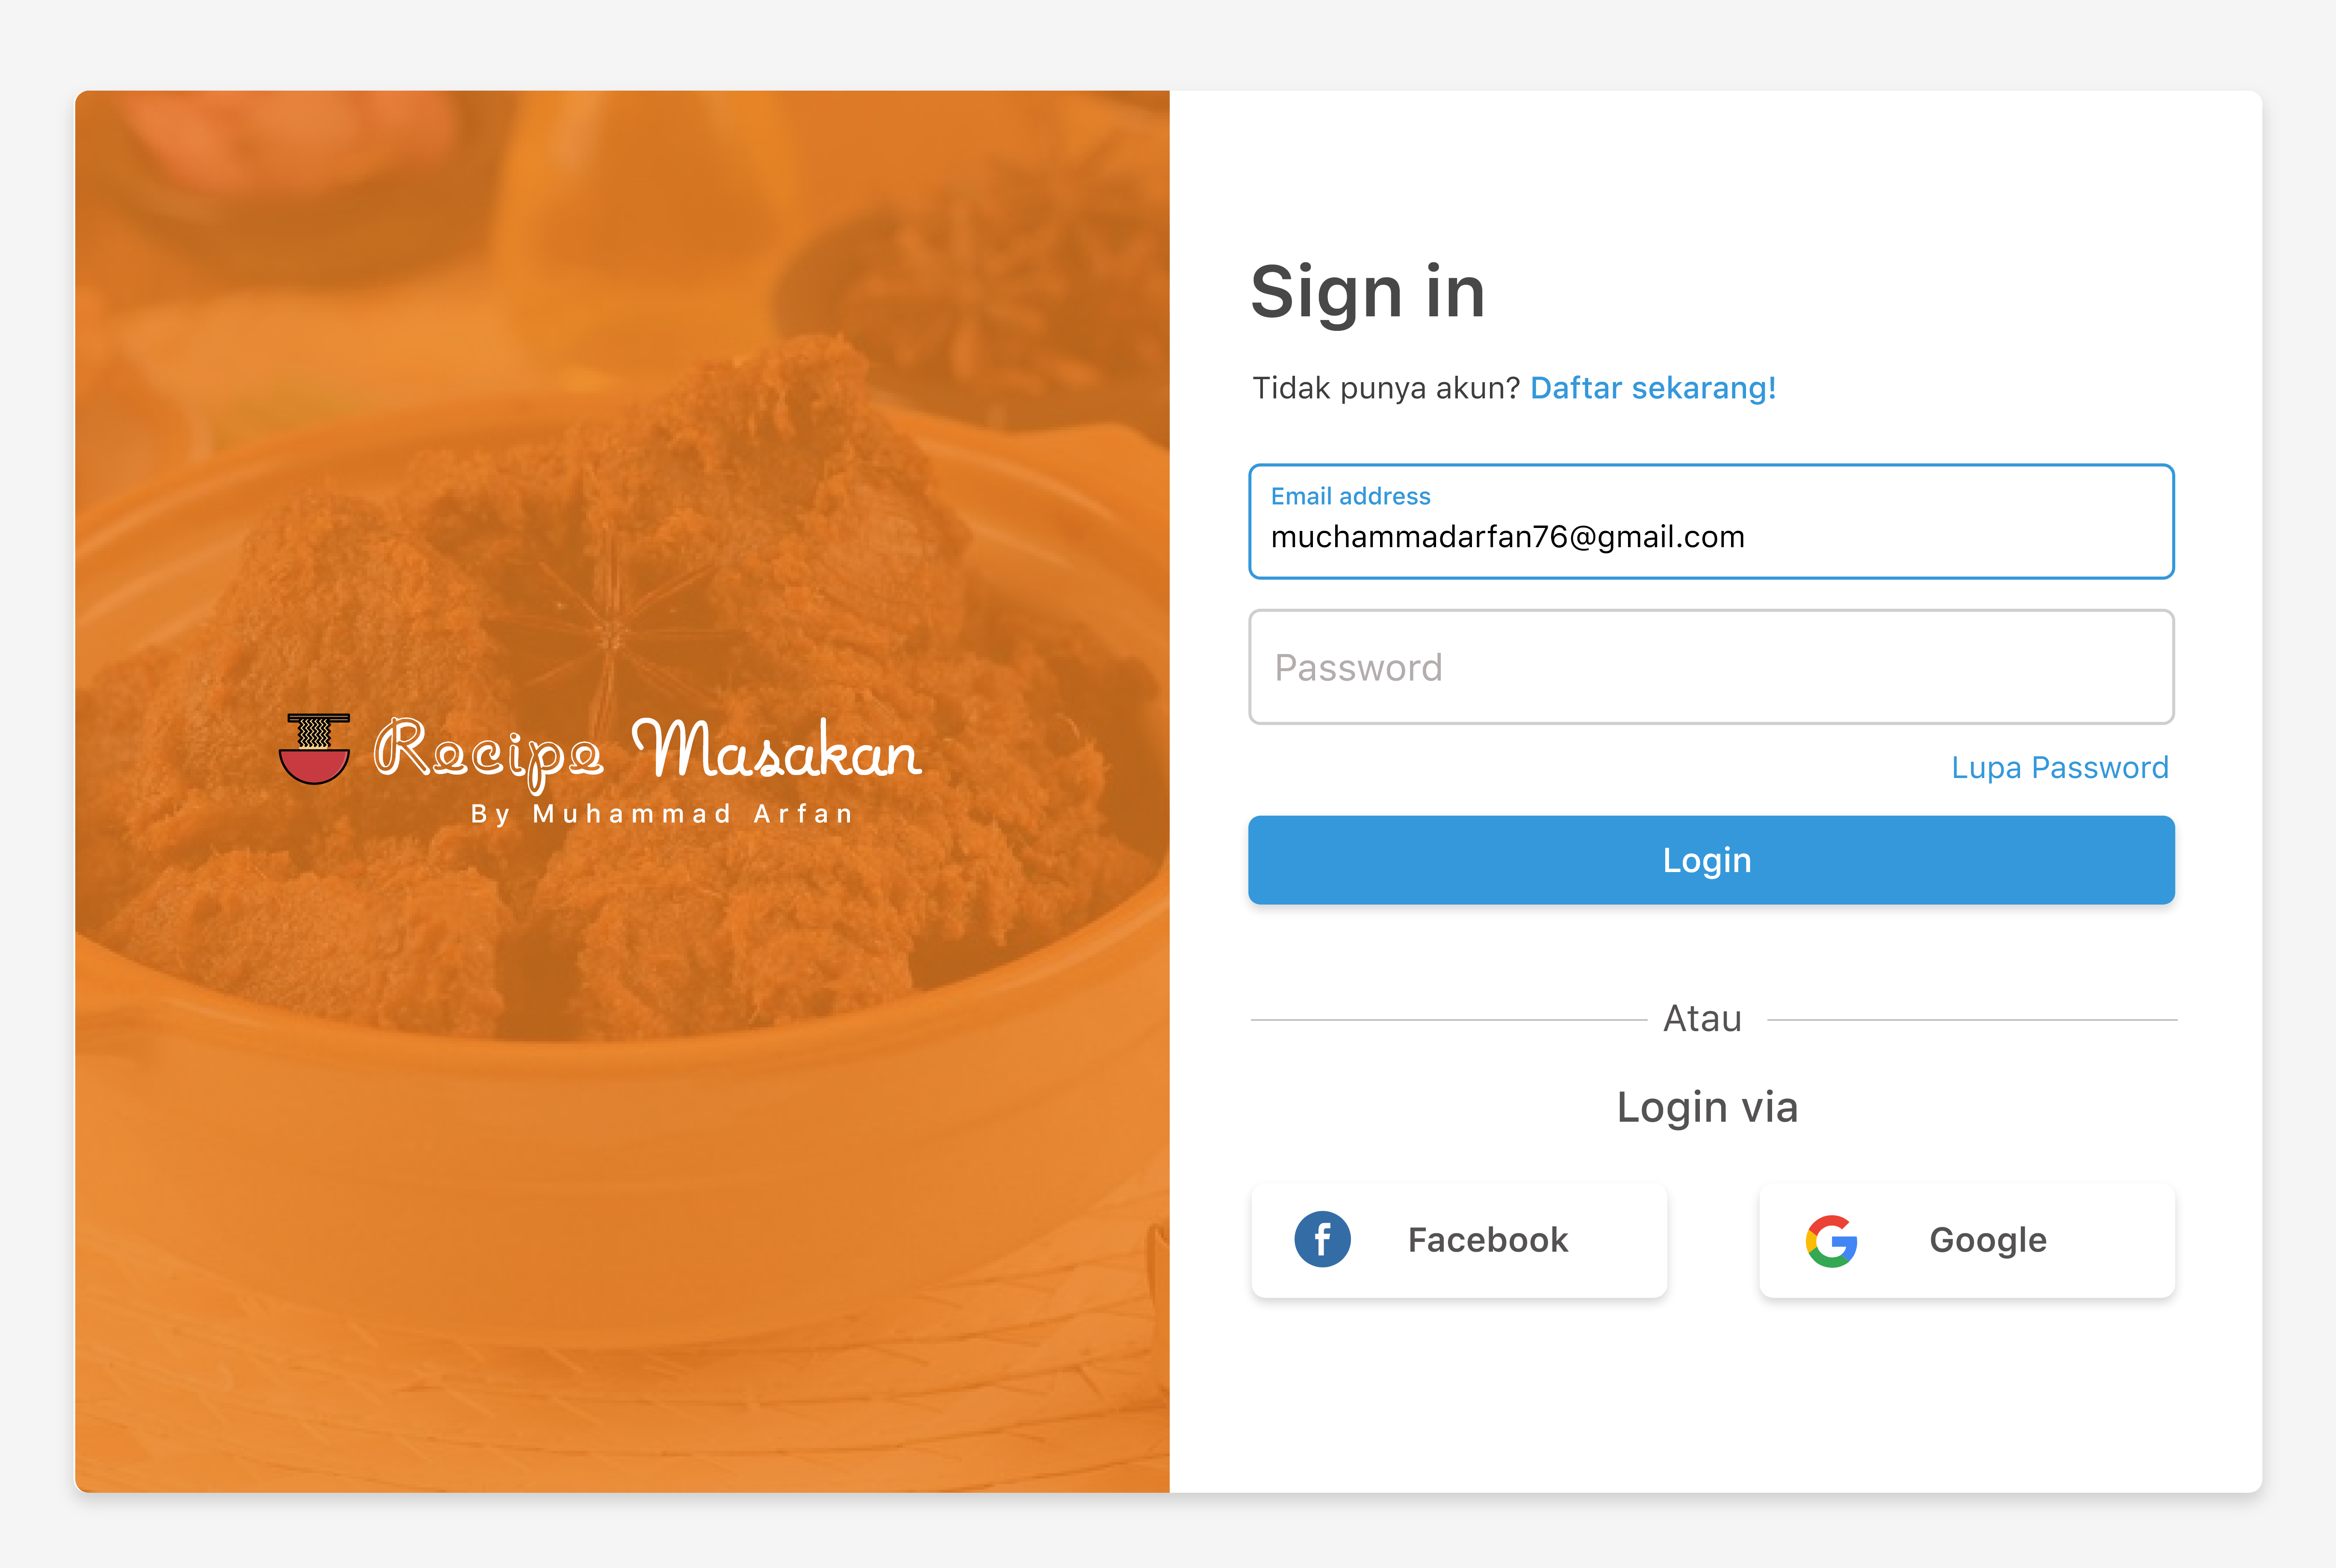 Recipe Masakan
By Muhammad Arfan
Sign in
Tidak punya akun? Daftar sekarang!
Email address
muchammadarfan76@gmail.com
Password
Lupa Password
Login
Atau
Login via
Facebook
Google